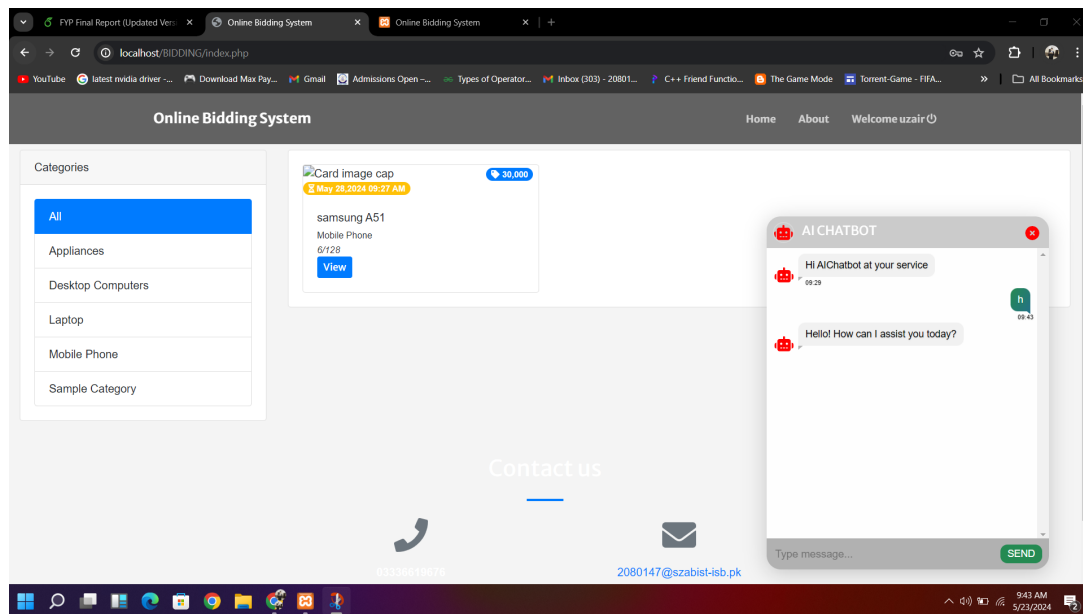 FYP Final Report (Updated Vers
Online Bidding System
Online Bidding System
localhost/BIDDING/index.php
YouTube
latest nvidia driver -...
Download Max Pay...
Gmail
Admissions Open –...
Types of Operator...
Inbox (303) - 20801...
C++ Friend Functio...
The Game Mode
Torrent-Game - FIFA...
»
All Bookmarks
Online Bidding System
Home
About
Welcome uzair
Categories
All
Appliances
Desktop Computers
Laptop
Mobile Phone
Sample Category
Card image cap
30,000
May 28,2024 09:27 AM
samsung A51
Mobile Phone
6/128
View
AI CHATBOT
Hi AIChatbot at your service
09:29
h
09:43
Hello! How can I assist you today?
Type message...
SEND
Contact us
03336619670
2080147@szabist-isb.pk
9:43 AM
5/23/2024